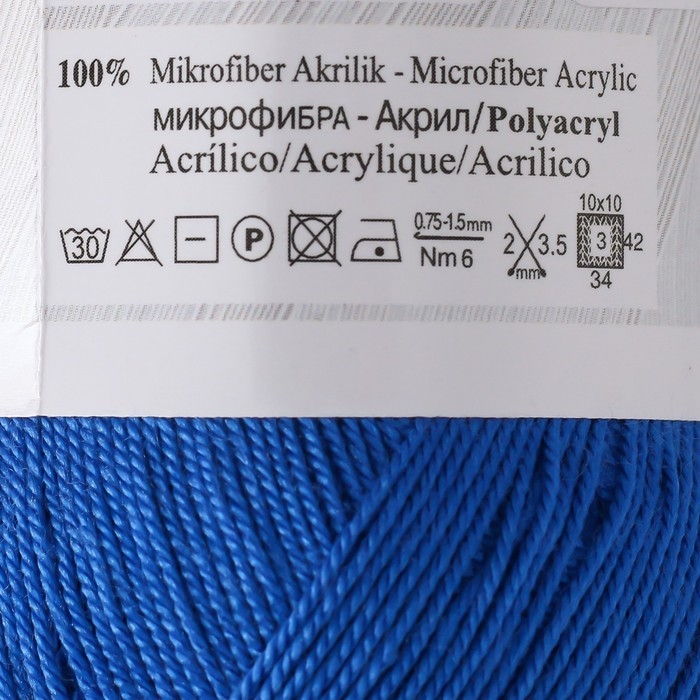 100% Mikrofiber Akrilik - Microfiber Acrylic
МИКРОФИБРА - Акрил/Polyacryl
Acrílico/Acrylique/Acrilico
30 P 0.75-1.5mm Nm 6 2 3.5 mm 10x10 3 42 34